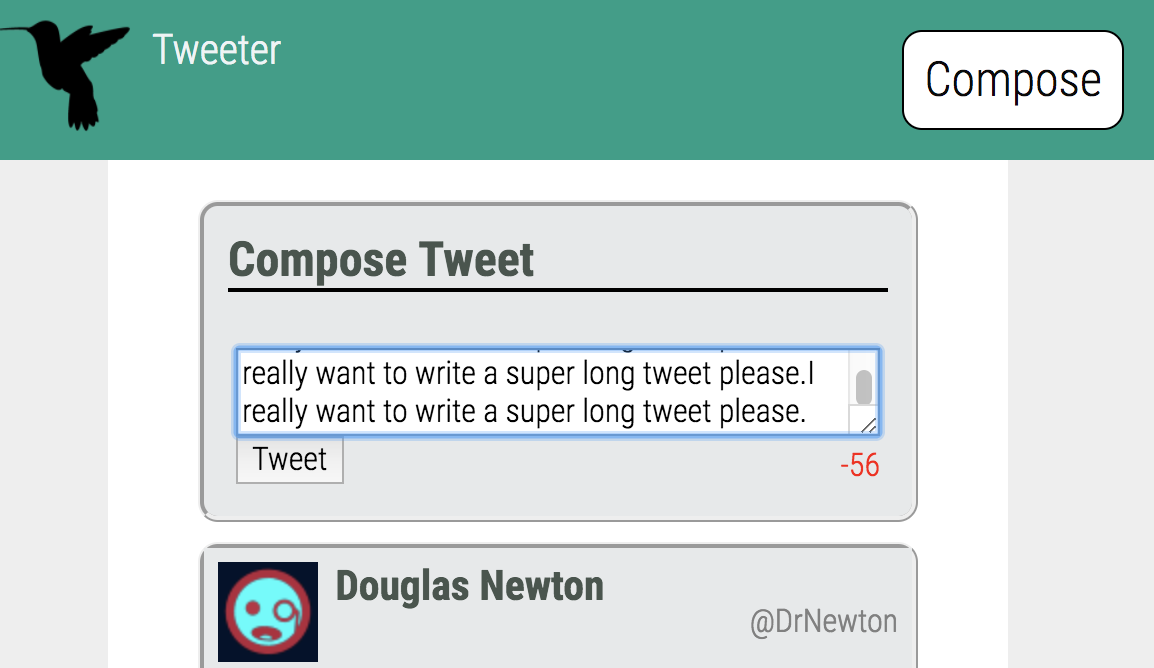 Tweeter
Compose
Compose Tweet
really want to write a super long tweet please.I
really want to write a super long tweet please.
Tweet
-56
Douglas Newton
@DrNewton